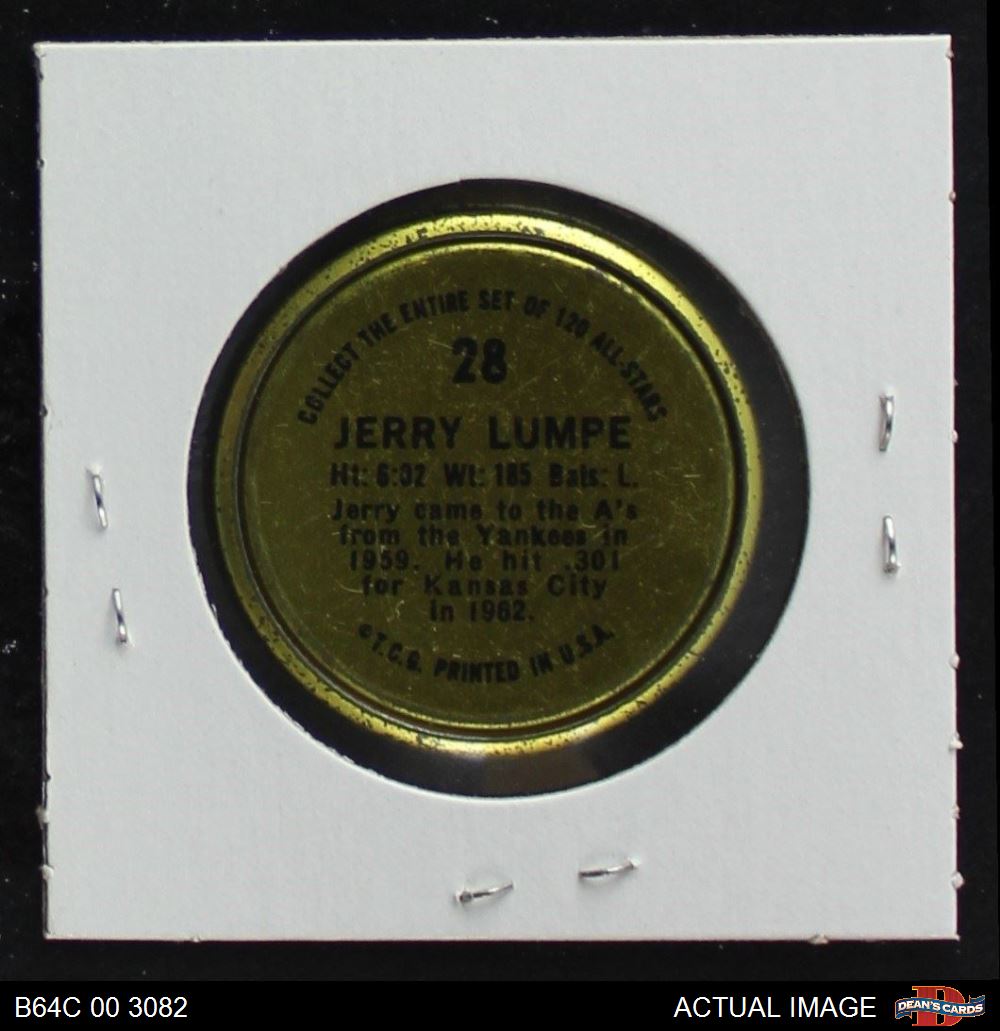 COLLECT THE ENTIRE SET OF 120 ALL-STARS
28
JERRY LUMPE
Ht: 6:02 Wt: 185 Bats: L.
Jerry came to the A's
from the Yankees in
1959. He hit .301
for Kansas City
in 1962.
©T.C.G. PRINTED IN U.S.A.
B64C 00 3082
ACTUAL IMAGE
DEAN'S CARDS